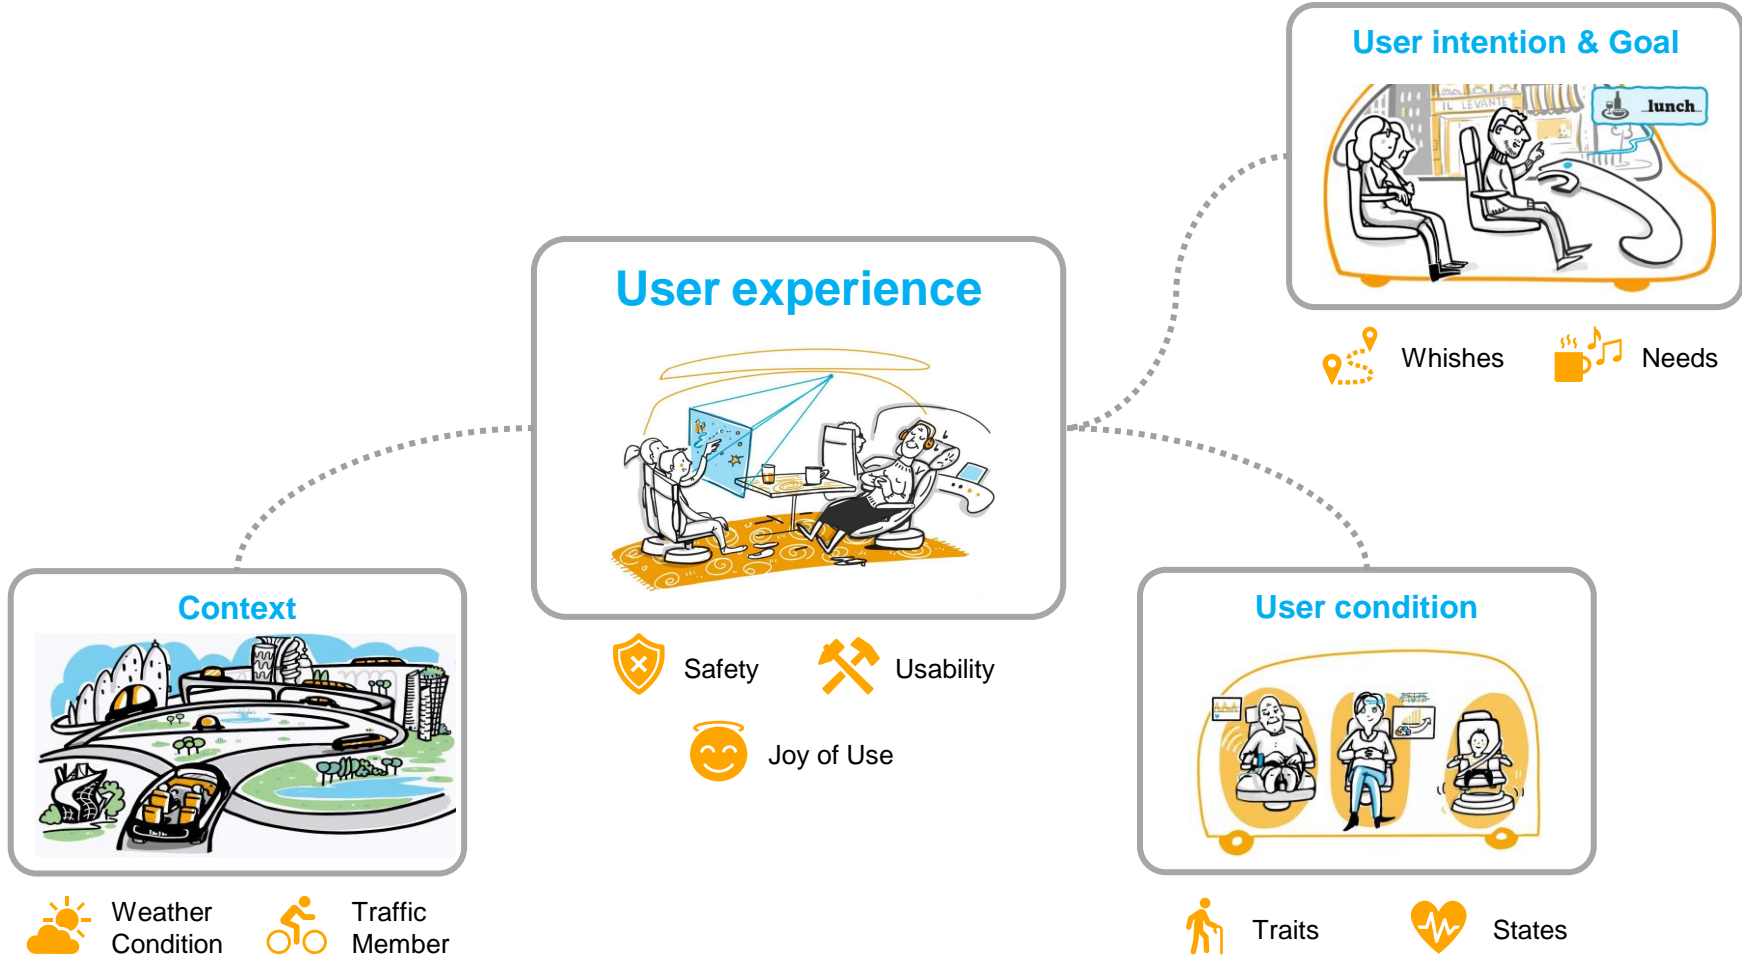 User intention & Goal
IL LEVANTE
...lunch...
Whishes
Needs
User experience
Safety
Usability
Joy of Use
Context
Weather
Condition
Traffic
Member
User condition
Traits
States